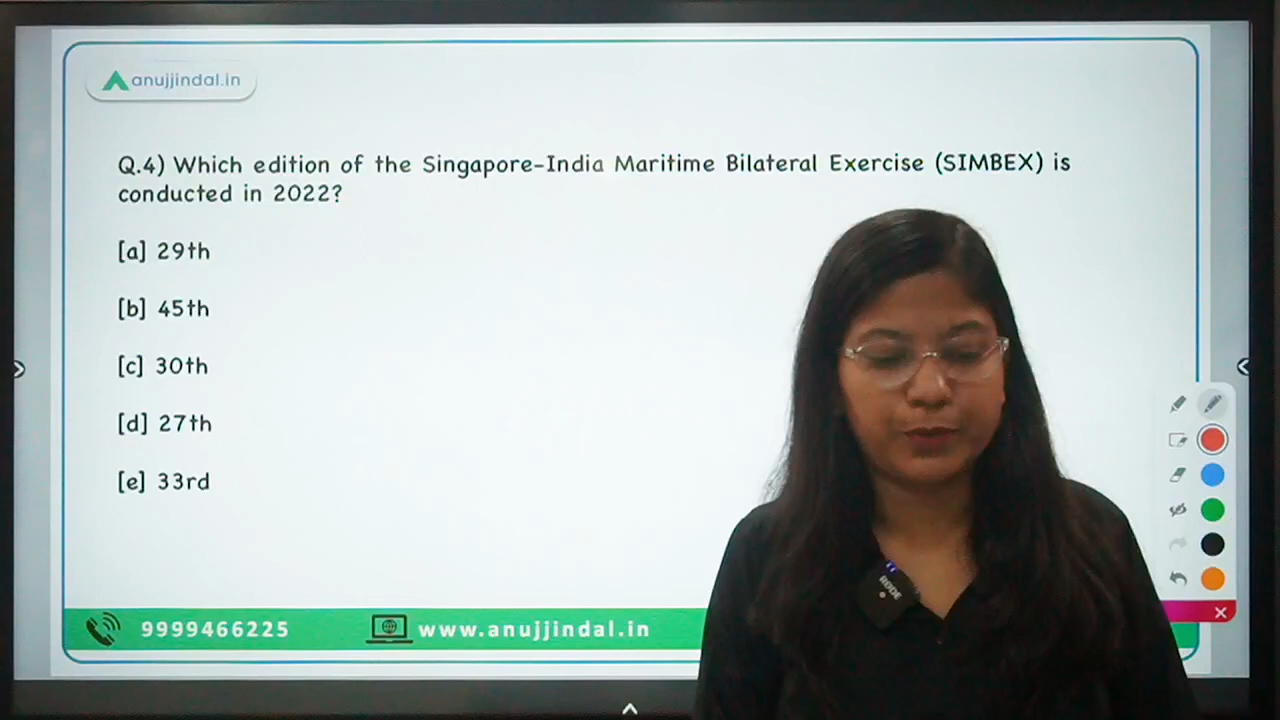 anujjindal.in
Q.4) Which edition of the Singapore-India Maritime Bilateral Exercise (SIMBEX) is
conducted in 2022?
[a] 29th
[b] 45th
[c] 30th
[d] 27th
[e] 33rd
RØDE
9999466225
www.anujjindal.in